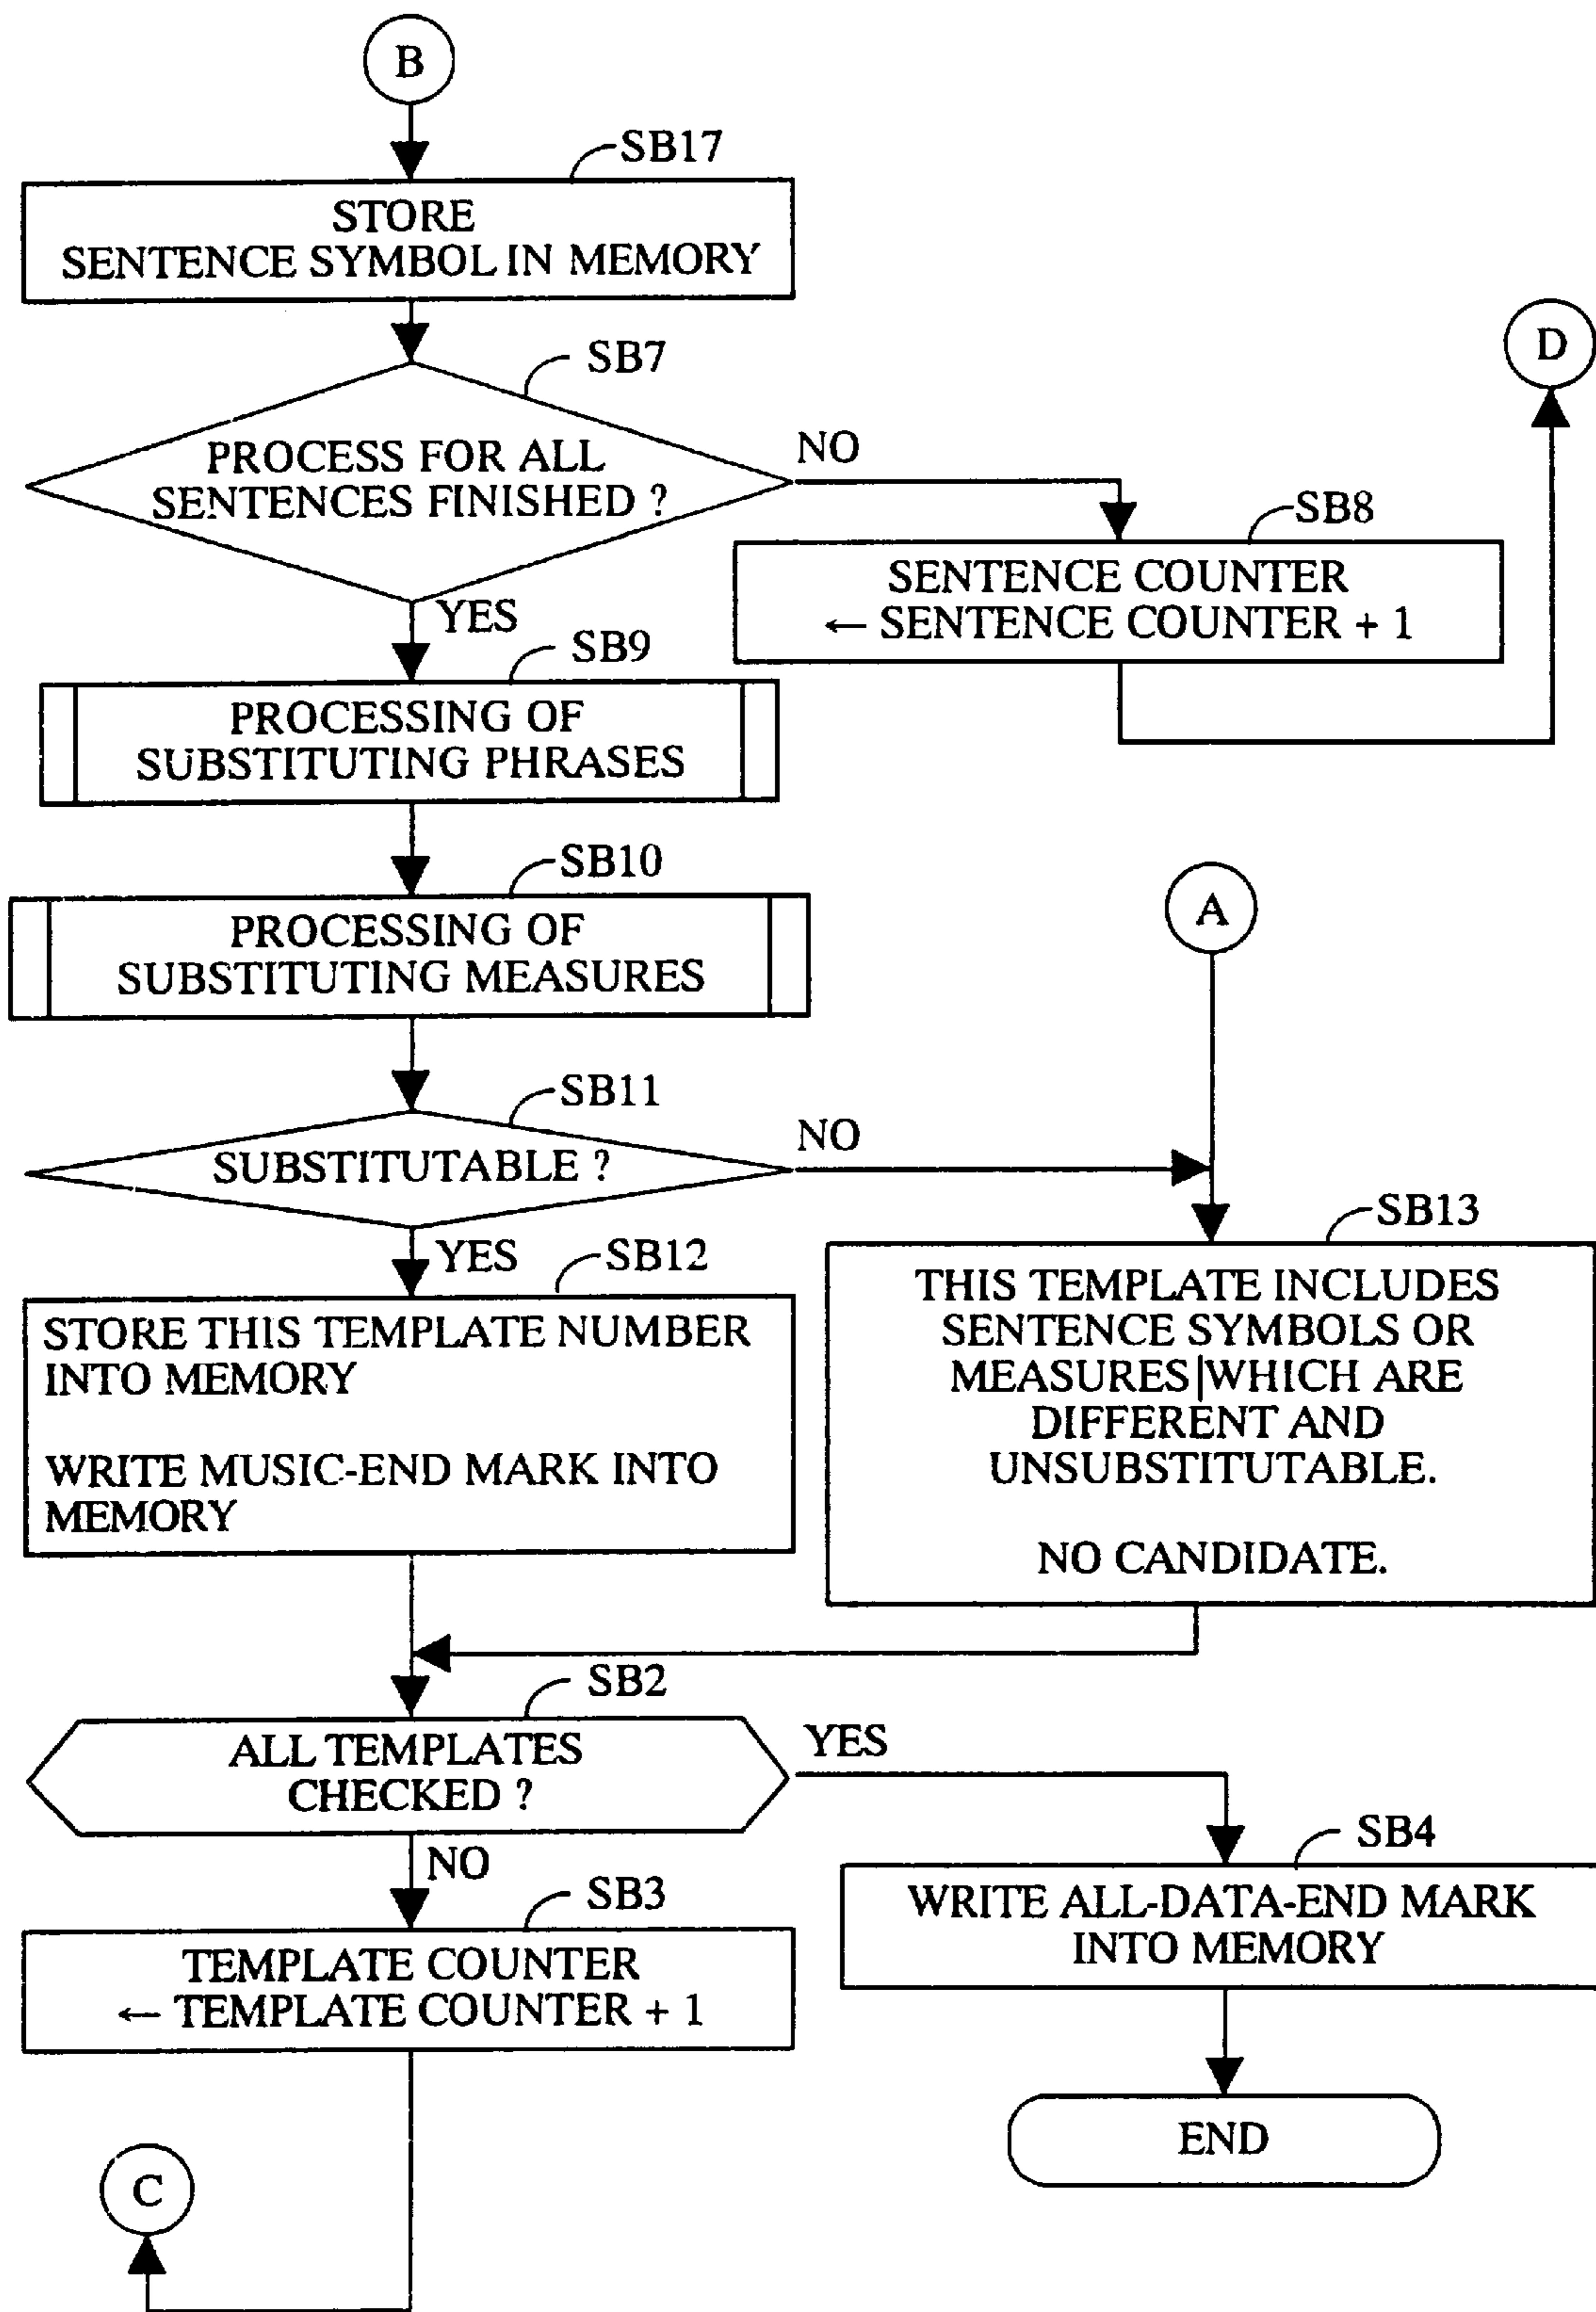 B
SB17
STORE
SENTENCE SYMBOL IN MEMORY
SB7
D
PROCESS FOR ALL
SENTENCES FINISHED ?
NO
SB8
SENTENCE COUNTER
← SENTENCE COUNTER + 1
YES
SB9
PROCESSING OF
SUBSTITUTING PHRASES
SB10
PROCESSING OF
SUBSTITUTING MEASURES
A
SB11
SUBSTITUTABLE ?
NO
YES
SB12
STORE THIS TEMPLATE NUMBER
INTO MEMORY
WRITE MUSIC-END MARK INTO
MEMORY
SB13
THIS TEMPLATE INCLUDES
SENTENCE SYMBOLS OR
MEASURES|WHICH ARE
DIFFERENT AND
UNSUBSTITUTABLE.
NO CANDIDATE.
SB2
ALL TEMPLATES
CHECKED ?
YES
NO
SB4
WRITE ALL-DATA-END MARK
INTO MEMORY
SB3
TEMPLATE COUNTER
← TEMPLATE COUNTER + 1
END
C